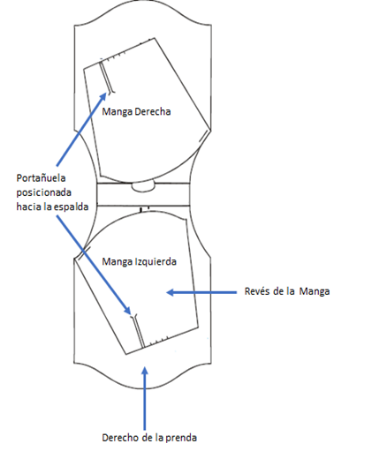 Manga Derecha
Portañuela
posicionada
hacia la espalda
Manga Izquierda
Revés de la Manga
Derecho de la prenda